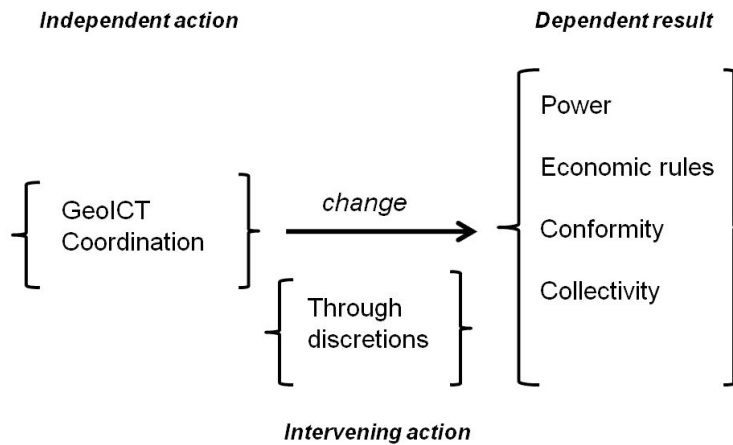 Independent action
Dependent result
GeoICT
Coordination
change
Through
discretions
Power
Economic rules
Conformity
Collectivity
Intervening action